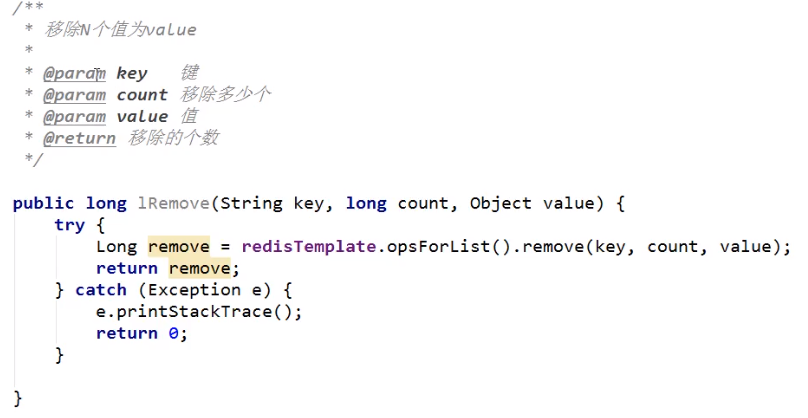 /**
 * 移除N个值为value
 *
 * @param key   键
 * @param count 移除多少个
 * @param value 值
 * @return 移除的个数
 */
public long lRemove(String key, long count, Object value) {
    try {
        Long remove = redisTemplate.opsForList().remove(key, count, value);
        return remove;
    } catch (Exception e) {
        e.printStackTrace();
        return 0;
    }
}